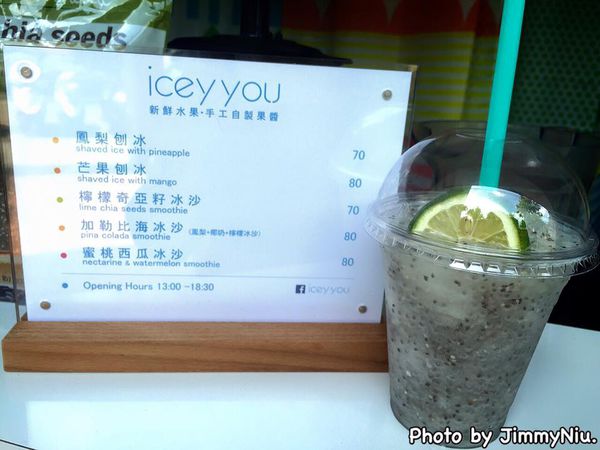 hia seeds
iceyyou
新鮮水果・手工自製果醬
鳳梨刨冰
shaved ice with pineapple 70
芒果刨冰
shaved ice with mango 80
檸檬奇亞籽冰沙
lime chia seeds smoothie 70
加勒比海冰沙 (鳳梨+椰奶+檸檬冰沙)
pina colada smoothie 80
蜜桃西瓜冰沙
nectarine & watermelon smoothie 80
Opening Hours 13:00 -18:30 iceyyou
Photo by JimmyNiu.